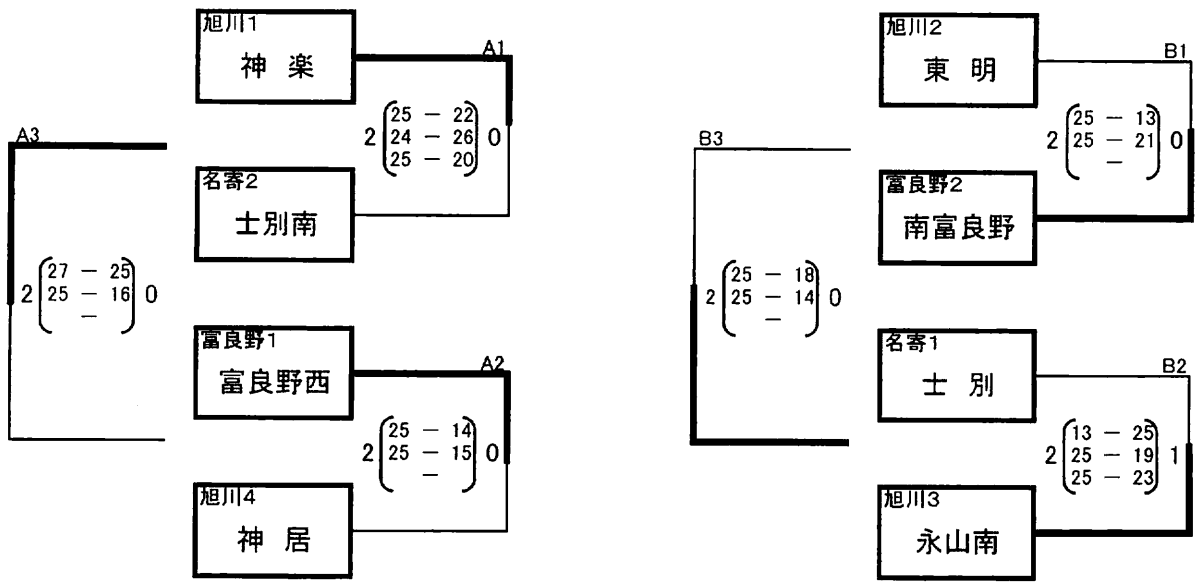 旭川1
神 楽
A1
2 25 － 22 0
24 － 26
25 － 20
名寄2
士別南
A3
2 27 － 25 0
25 － 16
－
富良野1
富良野西
A2
2 25 － 14 0
25 － 15
－
旭川4
神 居
旭川2
東 明
B1
2 25 － 13 0
25 － 21
－
富良野2
南富良野
B3
2 25 － 18 0
25 － 14
－
名寄1
士 別
B2
2 13 － 25 1
25 － 19
25 － 23
旭川3
永山南